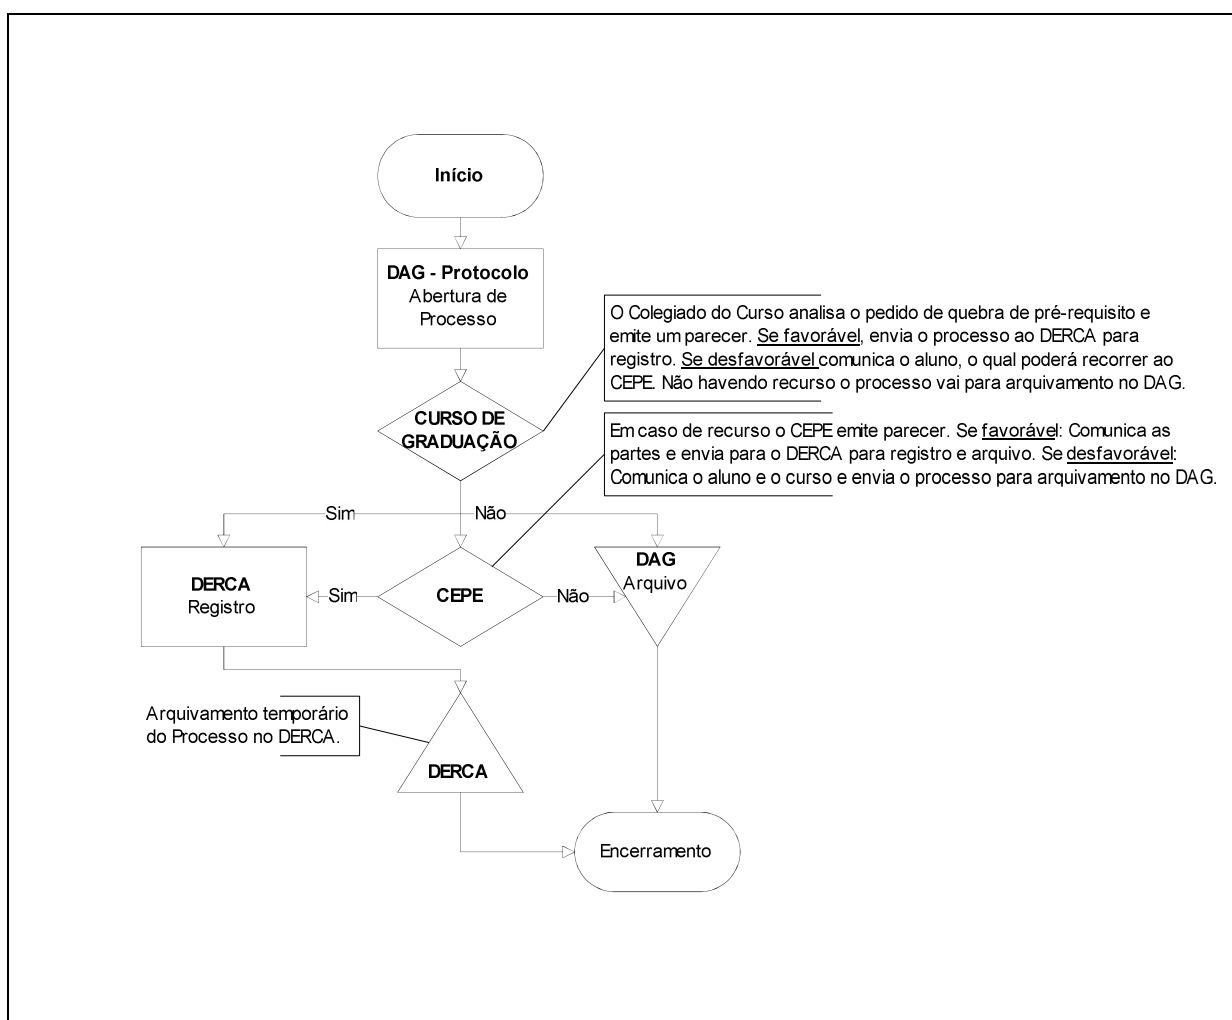 Início
DAG - Protocolo
Abertura de
Processo
O Colegiado do Curso analisa o pedido de quebra de pré-requisito e
emite um parecer. Se favorável, envia o processo ao DERCA para
registro. Se desfavorável comunica o aluno, o qual poderá recorrer ao
CEPE. Não havendo recurso o processo vai para arquivamento no DAG.
CURSO DE
GRADUAÇÃO
Em caso de recurso o CEPE emite parecer. Se favorável: Comunica as
partes e envia para o DERCA para registro e arquivo. Se desfavorável:
Comunica o aluno e o curso e envia o processo para arquivamento no DAG.
Sim
Não
DERCA
Registro
Sim
CEPE
Não
DAG
Arquivo
Arquivamento temporário
do Processo no DERCA.
DERCA
Encerramento